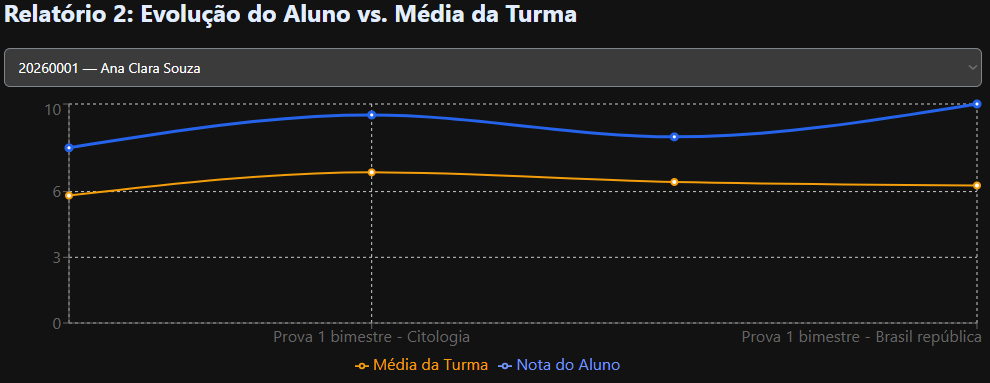 Relatório 2: Evolução do Aluno vs. Média da Turma
20260001 — Ana Clara Souza
10
6
3
0
Prova 1 bimestre - Citologia
Prova 1 bimestre - Brasil república
Média da Turma
Nota do Aluno